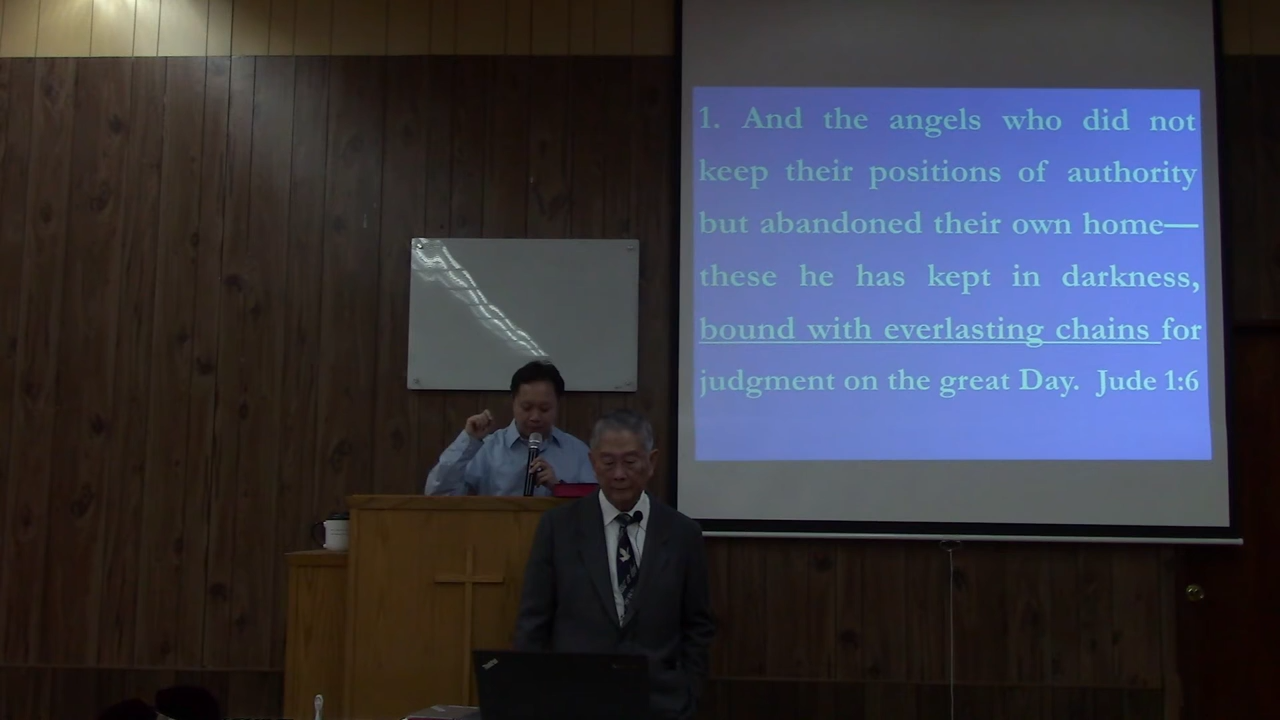 1. And the angels who did not
keep their positions of authority
but abandoned their own home—
these he has kept in darkness,
bound with everlasting chains for
judgment on the great Day. Jude 1:6